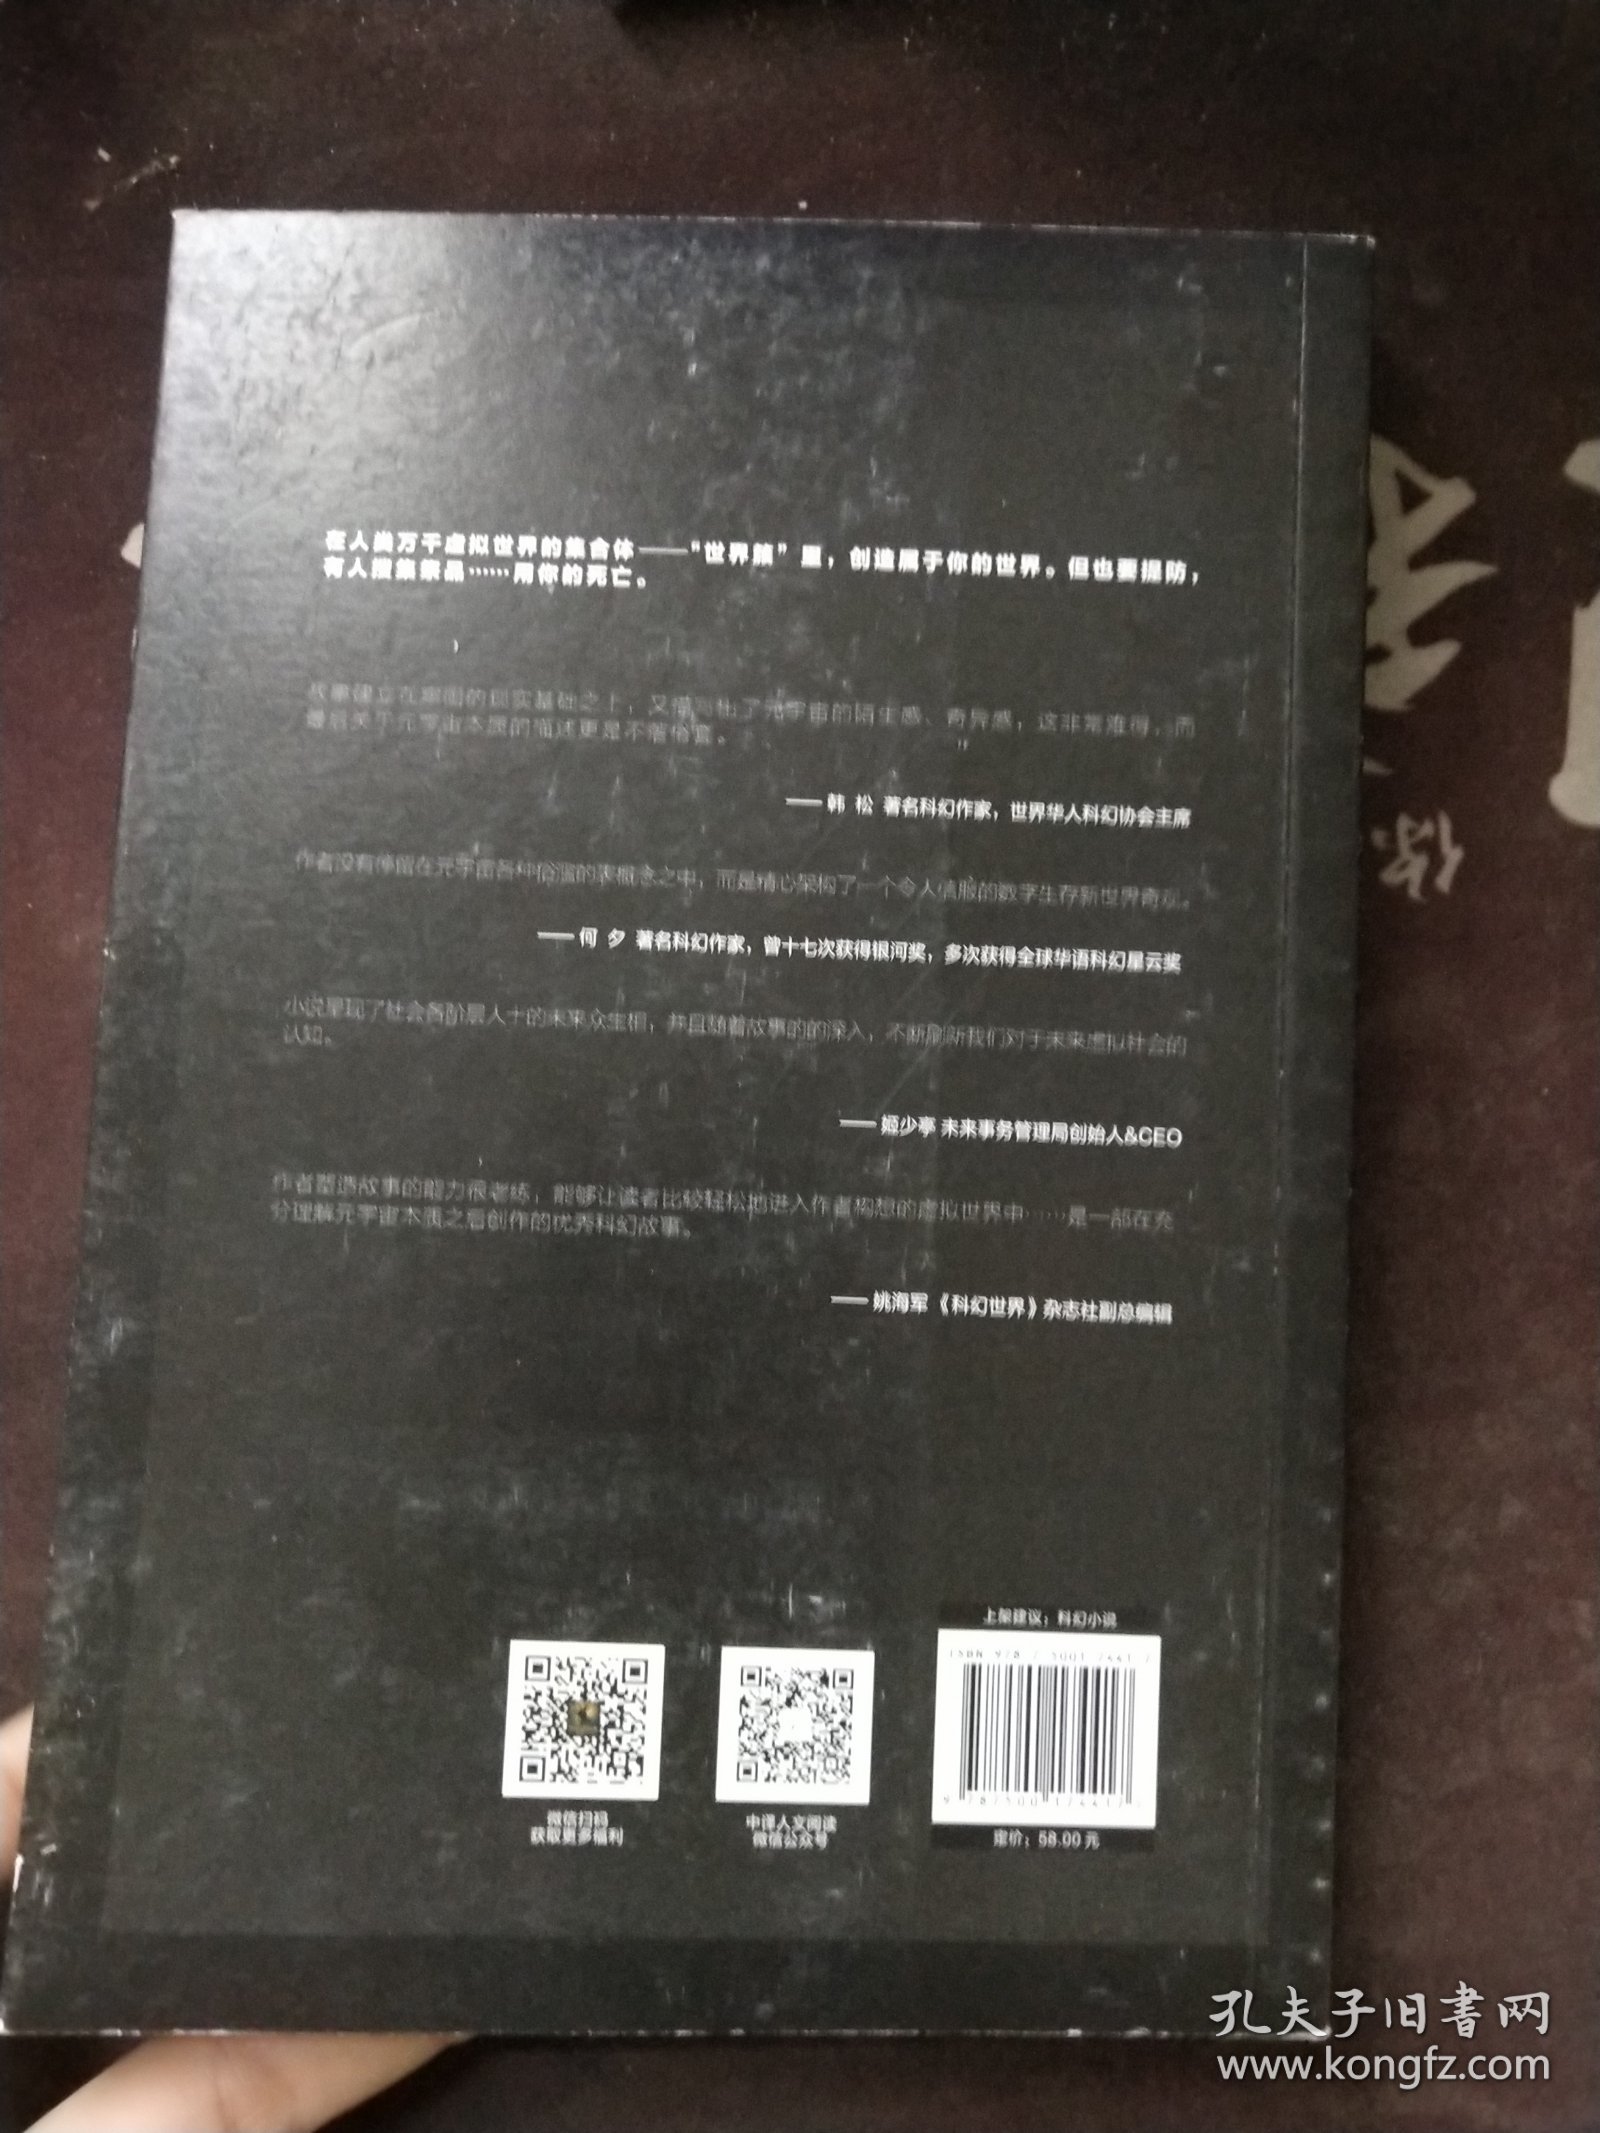 在人类万千虚拟世界的集合体——“世界簇”里，创造属于你的世界。但也要提防，
有人搜集祭品……用你的死亡。
故事建立在牢固的现实基础之上，又描写出了元宇宙的陌生感、奇异感，这非常难得，而
最后关于元宇宙本质的描述更是不落俗套。
——韩 松 著名科幻作家，世界华人科幻协会主席
作者没有停留在元宇宙各种俗滥的表概念之中，而是精心架构了一个令人信服的数字生存新世界奇观。
——何 夕 著名科幻作家，曾十七次获得银河奖，多次获得全球华语科幻星云奖
小说呈现了社会各阶层人士的未来众生相，并且随着故事的的深入，不断刷新我们对于未来虚拟社会的
认知。
——姬少亭 未来事务管理局创始人&CEO
作者塑造故事的能力很老练，能够让读者比较轻松地进入作者构想的虚拟世界中……是一部在充
分理解元宇宙本质之后创作的优秀科幻故事。
——姚海军《科幻世界》杂志社副总编辑
上架建议：科幻小说
ISBN 978 7 5001 7441 7
9 787500 174417
定价：58.00元
微信扫码
获取更多福利
中译人文阅读
微信公众号
孔夫子旧书网
www.kongfz.com